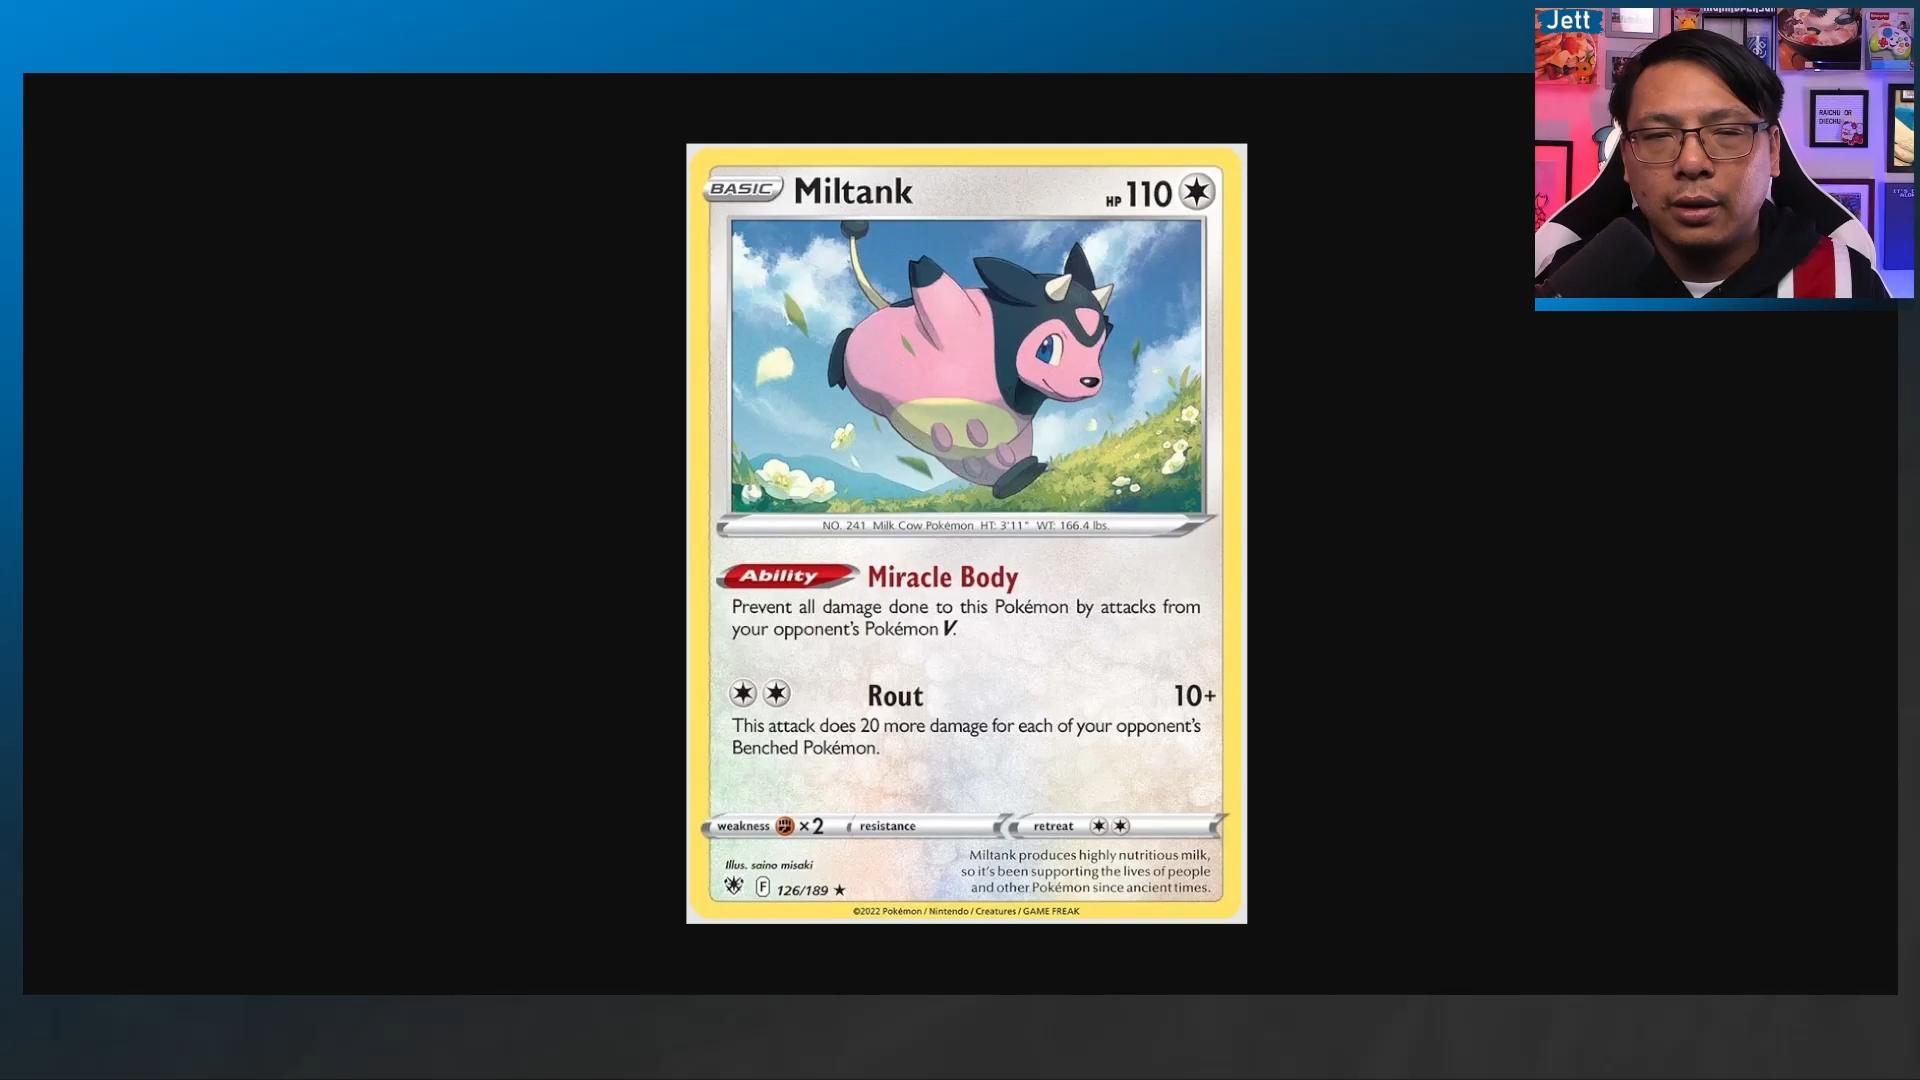 Jett
RAICHU OR
DIECHU
BASIC Miltank HP 110
NO. 241 Milk Cow Pokémon HT: 3'11" WT: 166.4 lbs.
Ability Miracle Body
Prevent all damage done to this Pokémon by attacks from
your opponent's Pokémon V.
Rout 10+
This attack does 20 more damage for each of your opponent's
Benched Pokémon.
weakness ×2 resistance retreat
Illus. saino misaki
F 126/189 ★
Miltank produces highly nutritious milk,
so it's been supporting the lives of people
and other Pokémon since ancient times.
©2022 Pokémon / Nintendo / Creatures / GAME FREAK